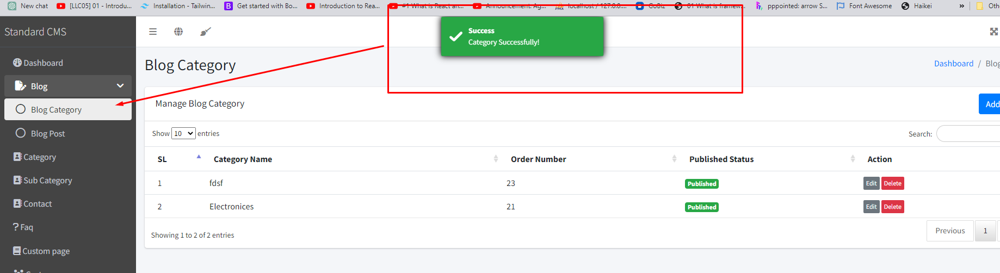 New chat
[LLC05] 01 - Introdu...
Installation - Tailwin...
Get started with Bo...
Introduction to Rea...
#1 What is React an...
Announcement: Ag...
localhost / 127.0.0....
GoBiz
01 What is framew...
pppointed: arrow S...
Font Awesome
Haikei
»
Oth
Standard CMS
Success
Category Successfully!
Dashboard
Blog
Blog Category
Blog Post
Category
Sub Category
Contact
? Faq
Custom page
Blog Category
Dashboard / Blog
Manage Blog Category
Add
Show 10 entries
Search:
SL Category Name Order Number Published Status Action
1 fdsf 23 Published Edit Delete
2 Electronices 21 Published Edit Delete
Showing 1 to 2 of 2 entries
Previous 1